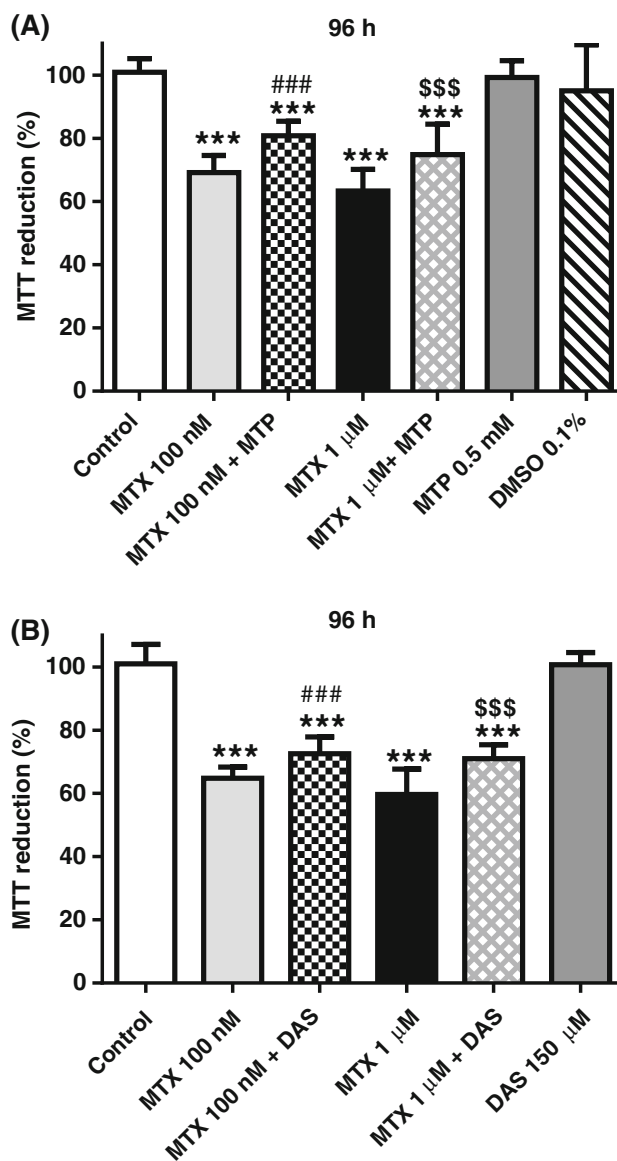 (A)
96 h
MTT reduction (%)
100
80
60
40
20
0
***
###
***
***
$$$
***
Control
MTX 100 nM
MTX 100 nM + MTP
MTX 1 μM
MTX 1 μM+ MTP
MTP 0.5 mM
DMSO 0.1%
(B)
96 h
MTT reduction (%)
100
80
60
40
20
0
***
###
***
***
$$$
***
Control
MTX 100 nM
MTX 100 nM + DAS
MTX 1 μM
MTX 1 μM + DAS
DAS 150 μM